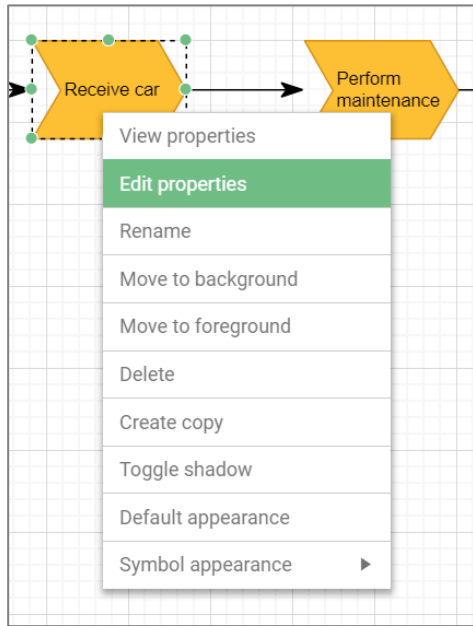 Receive car
Perform
maintenance
View properties
Edit properties
Rename
Move to background
Move to foreground
Delete
Create copy
Toggle shadow
Default appearance
Symbol appearance